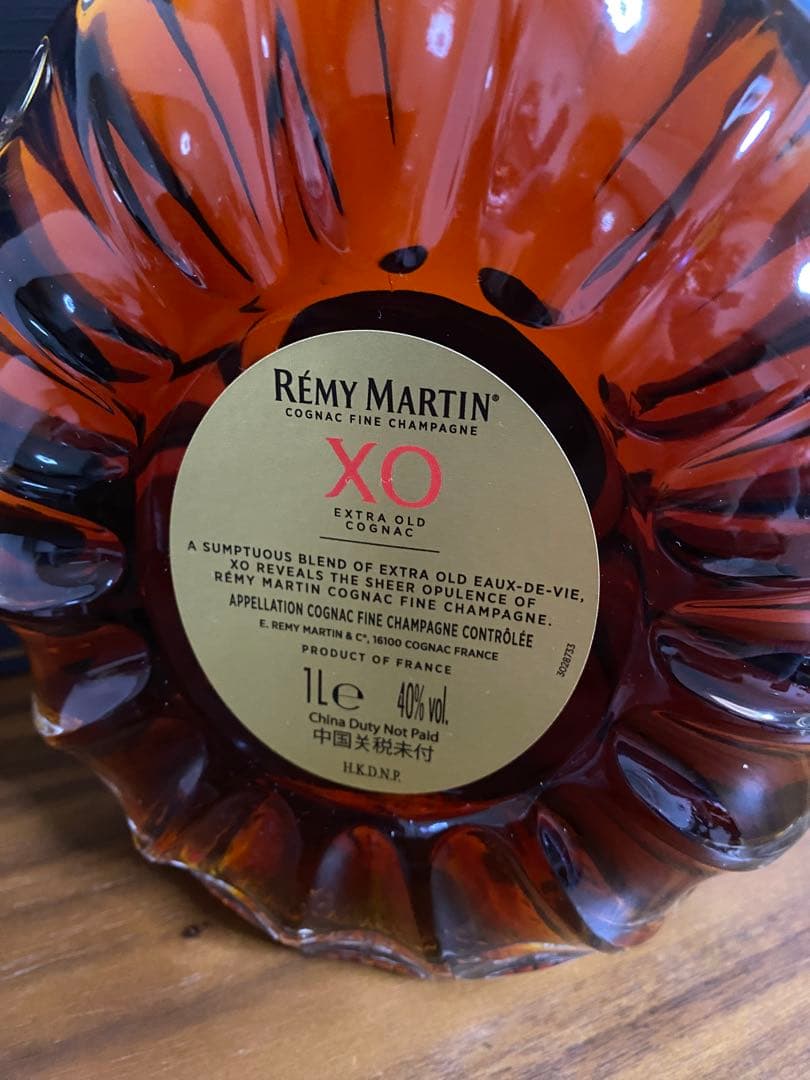 RÉMY MARTIN®
COGNAC FINE CHAMPAGNE
XO
EXTRA OLD
COGNAC
A SUMPTUOUS BLEND OF EXTRA OLD EAUX-DE-VIE,
XO REVEALS THE SHEER OPULENCE OF
RÉMY MARTIN COGNAC FINE CHAMPAGNE.
APPELLATION COGNAC FINE CHAMPAGNE CONTRÔLÉE
E. REMY MARTIN & C°, 16100 COGNAC FRANCE
PRODUCT OF FRANCE
3028733
1L℮ 40% vol.
China Duty Not Paid
中国关税未付
H.K.D.N.P.